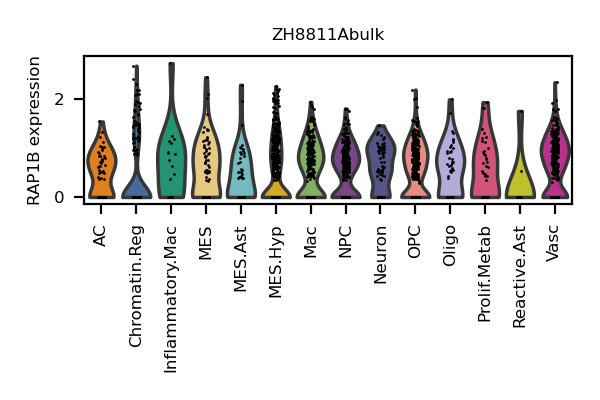 ZH8811Abulk
RAP1B expression
2
0
AC
Chromatin.Reg
Inflammatory.Mac
MES
MES.Ast
MES.Hyp
Mac
NPC
Neuron
OPC
Oligo
Prolif.Metab
Reactive.Ast
Vasc